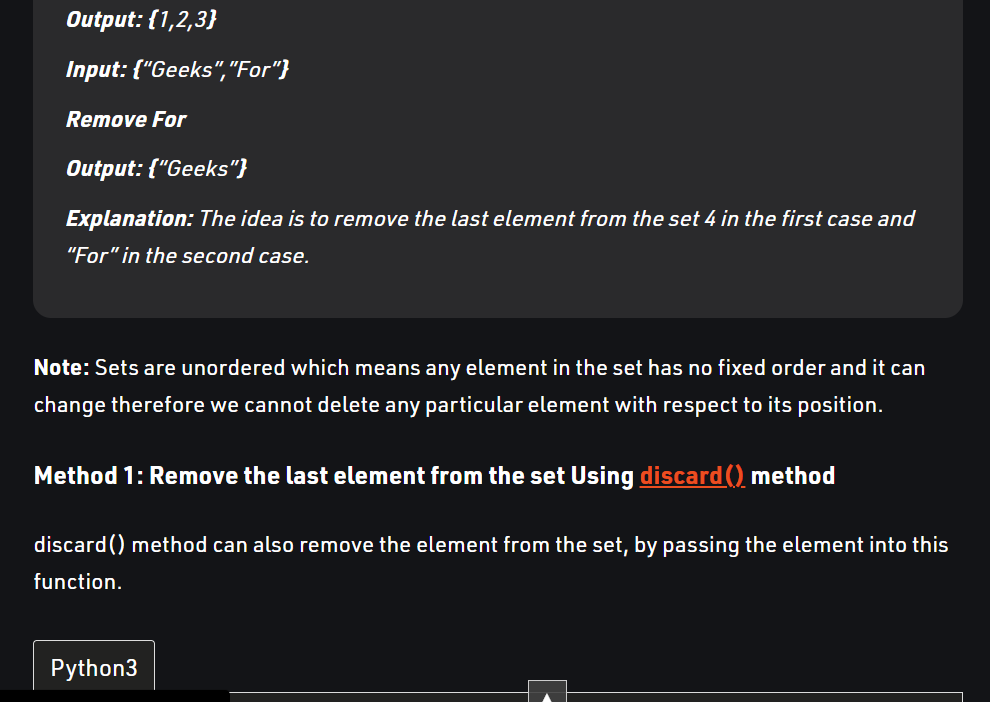 Output: {1,2,3}
Input: {“Geeks”,”For”}
Remove For
Output: {“Geeks”}
Explanation: The idea is to remove the last element from the set 4 in the first case and
“For” in the second case.
Note: Sets are unordered which means any element in the set has no fixed order and it can
change therefore we cannot delete any particular element with respect to its position.
Method 1: Remove the last element from the set Using discard() method
discard() method can also remove the element from the set, by passing the element into this
function.
Python3